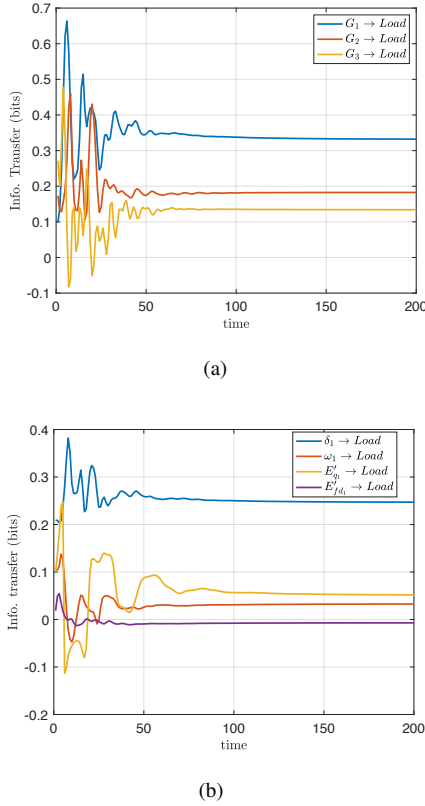 0.7
0.6
0.5
0.4
0.3
0.2
0.1
0
-0.1
Info. Transfer (bits)
G₁ → Load
G₂ → Load
G₃ → Load
0 50 100 150 200
time
(a)
0.4
0.3
0.2
0.1
0
-0.1
-0.2
Info. transfer (bits)
δ₁ → Load
ω₁ → Load
E′q₁ → Load
E′fd₁ → Load
0 50 100 150 200
time
(b)